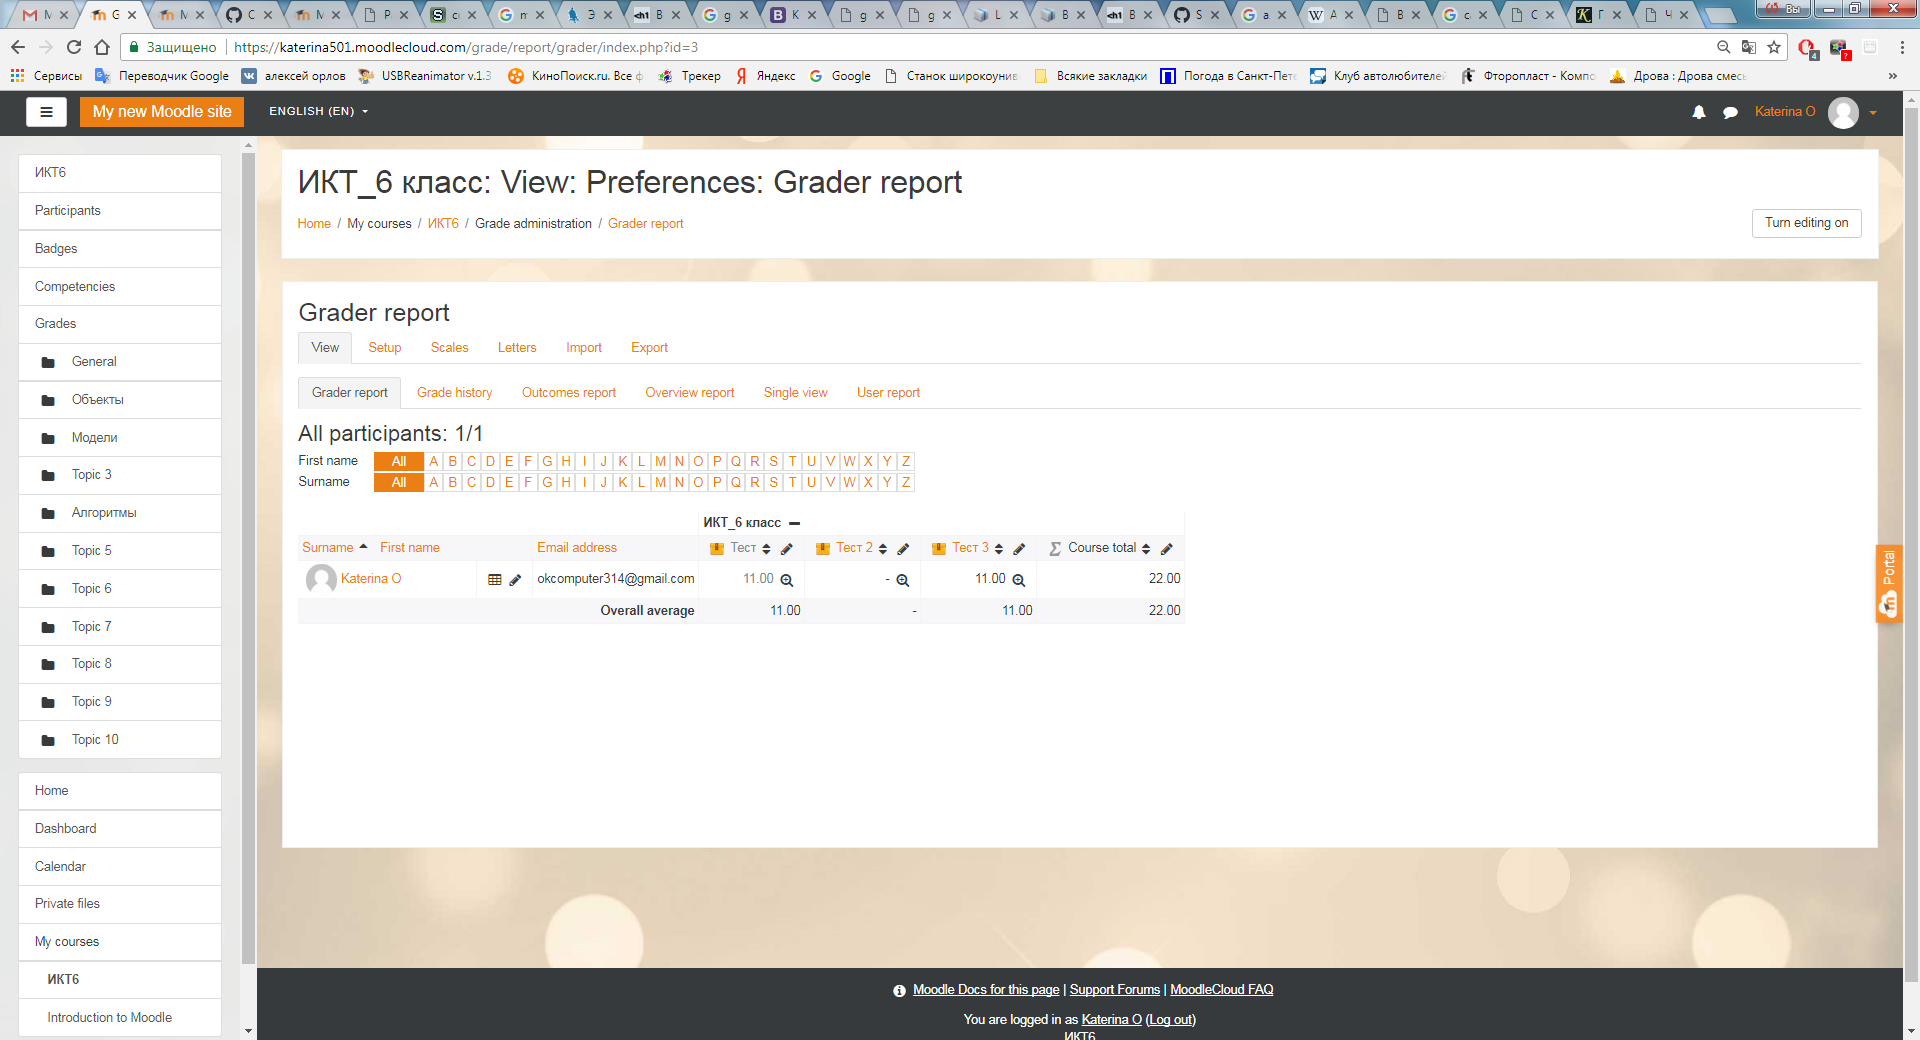 Вы
Защищено https://katerina501.moodlecloud.com/grade/report/grader/index.php?id=3
Сервисы Переводчик Google алексей орлов USBReanimator v.1.3 КиноПоиск.ru. Все ф Трекер Яндекс Google Станок широкоунив Всякие закладки Погода в Санкт-Пете Клуб автолюбителей Фторопласт - Компо Дрова : Дрова смесь »
My new Moodle site ENGLISH (EN) Katerina O
ИКТ6
Participants
Badges
Competencies
Grades
General
Объекты
Модели
Topic 3
Алгоритмы
Topic 5
Topic 6
Topic 7
Topic 8
Topic 9
Topic 10
Home
Dashboard
Calendar
Private files
My courses
ИКТ6
Introduction to Moodle
ИКТ_6 класс: View: Preferences: Grader report
Home / My courses / ИКТ6 / Grade administration / Grader report
Turn editing on
Grader report
View Setup Scales Letters Import Export
Grader report Grade history Outcomes report Overview report Single view User report
All participants: 1/1
First name All A B C D E F G H I J K L M N O P Q R S T U V W X Y Z
Surname All A B C D E F G H I J K L M N O P Q R S T U V W X Y Z
ИКТ_6 класс
Surname First name Email address Тест Тест 2 Тест 3 Course total
Katerina O okcomputer314@gmail.com 11.00 - 11.00 22.00
Overall average 11.00 - 11.00 22.00
Portal
Moodle Docs for this page | Support Forums | MoodleCloud FAQ
You are logged in as Katerina O (Log out)
ИКТ6